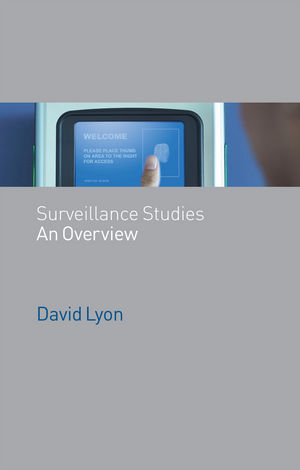 WELCOME
PLEASE PLACE THUMB
ON AREA TO THE RIGHT
FOR ACCESS
Surveillance Studies
An Overview
David Lyon